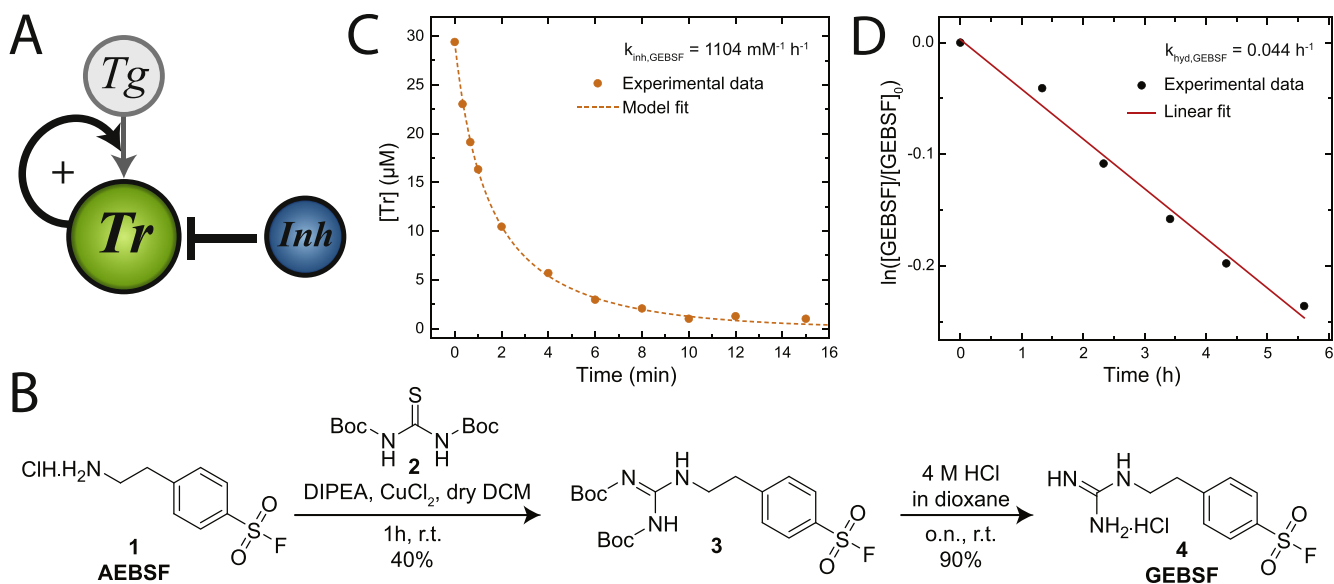 A
Tg
+
Tr
Inh
C
30
25
20
15
10
5
0
[Tr] (μM)
k_inh,GEBSF = 1104 mM⁻¹ h⁻¹
Experimental data
Model fit
0 2 4 6 8 10 12 14 16
Time (min)
D
0.0
-0.1
-0.2
ln([GEBSF]/[GEBSF]₀)
k_hyd,GEBSF = 0.044 h⁻¹
Experimental data
Linear fit
0 1 2 3 4 5 6
Time (h)
B
ClH.H₂N
S
O
O
F
1
AEBSF
S
Boc
N
H
N
H
Boc
2
DIPEA, CuCl₂, dry DCM
1h, r.t.
40%
Boc
N
H
N
Boc
NH
S
O
O
F
3
4 M HCl
in dioxane
o.n., r.t.
90%
HN
H
N
NH₂·HCl
S
O
O
F
4
GEBSF